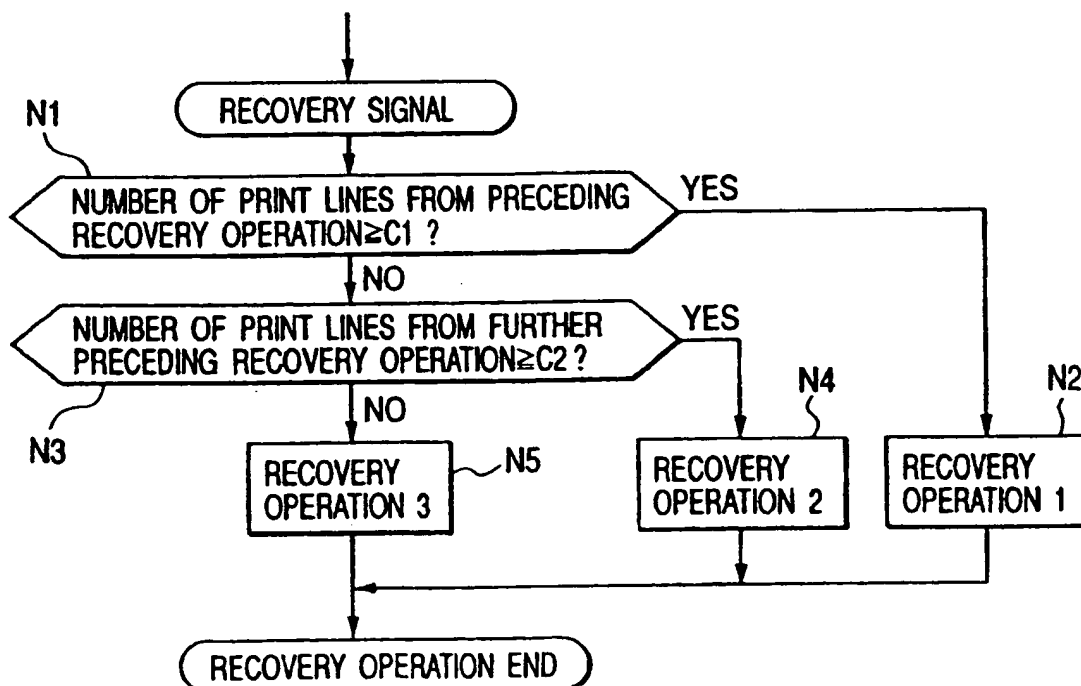 RECOVERY SIGNAL
N1
NUMBER OF PRINT LINES FROM PRECEDING
RECOVERY OPERATION≧C1 ?
YES
NO
NUMBER OF PRINT LINES FROM FURTHER
PRECEDING RECOVERY OPERATION≧C2 ?
YES
N3
NO
N4
N2
N5
RECOVERY
OPERATION 3
RECOVERY
OPERATION 2
RECOVERY
OPERATION 1
RECOVERY OPERATION END